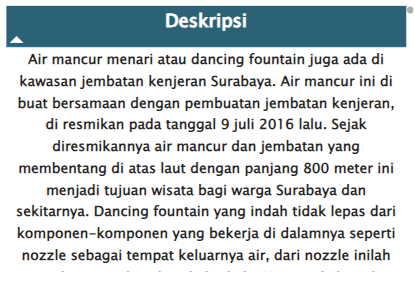 Deskripsi
Air mancur menari atau dancing fountain juga ada di
kawasan jembatan kenjeran Surabaya. Air mancur ini di
buat bersamaan dengan pembuatan jembatan kenjeran,
di resmikan pada tanggal 9 juli 2016 lalu. Sejak
diresmikannya air mancur dan jembatan yang
membentang di atas laut dengan panjang 800 meter ini
menjadi tujuan wisata bagi warga Surabaya dan
sekitarnya. Dancing fountain yang indah tidak lepas dari
komponen-komponen yang bekerja di dalamnya seperti
nozzle sebagai tempat keluarnya air, dari nozzle inilah